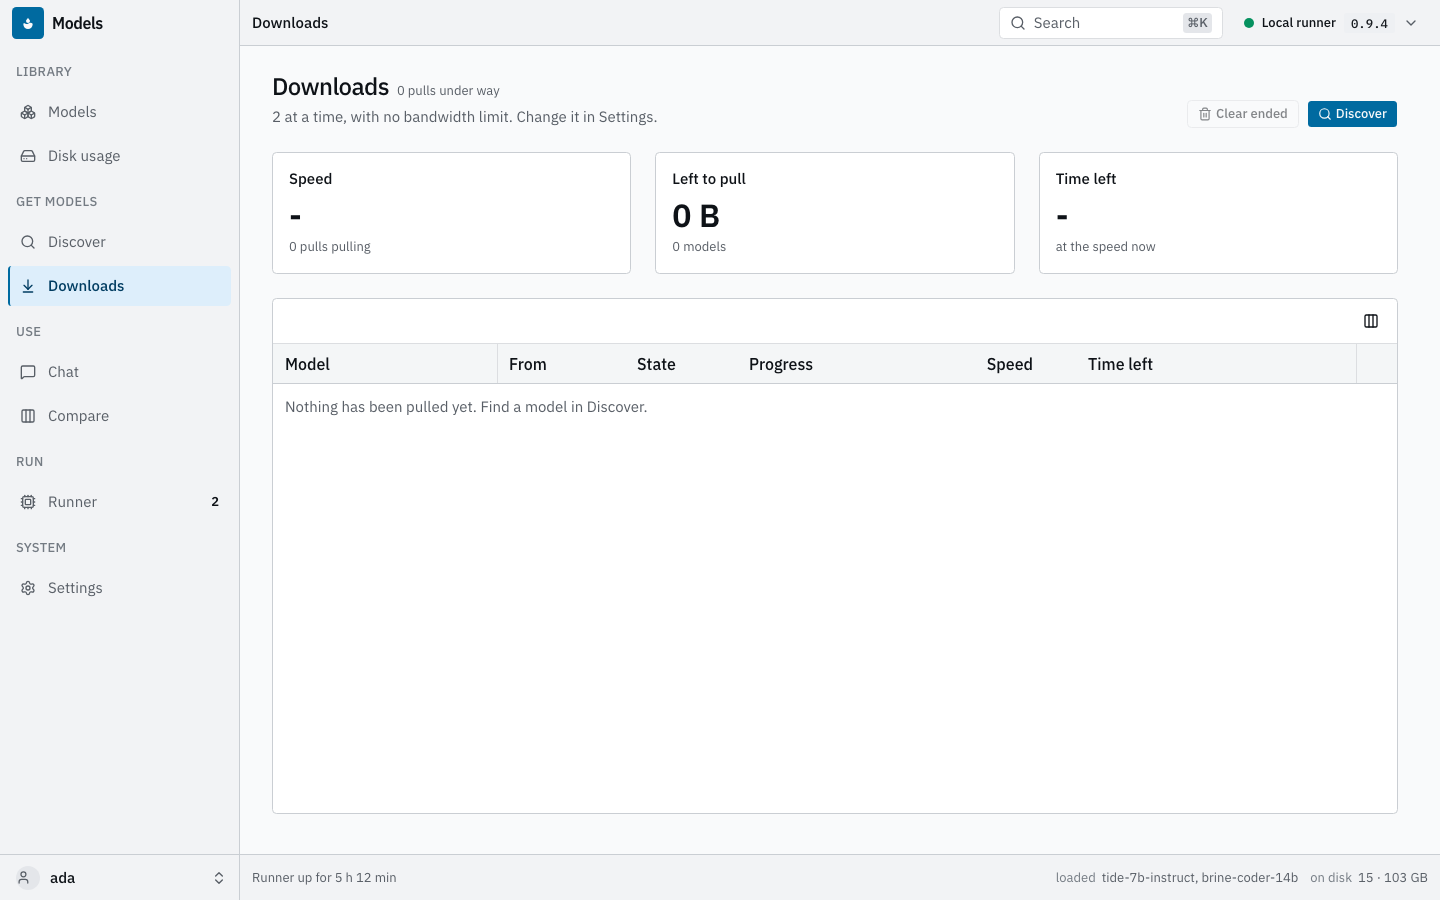 Models
LIBRARY
Models
Disk usage
GET MODELS
Discover
Downloads
USE
Chat
Compare
RUN
Runner 2
SYSTEM
Settings
ada
Downloads
Search ⌘K
Local runner 0.9.4
Downloads 0 pulls under way
2 at a time, with no bandwidth limit. Change it in Settings.
Clear ended
Discover
Speed
-
0 pulls pulling
Left to pull
0 B
0 models
Time left
-
at the speed now
Model From State Progress Speed Time left
Nothing has been pulled yet. Find a model in Discover.
Runner up for 5 h 12 min
loaded tide-7b-instruct, brine-coder-14b on disk 15 · 103 GB